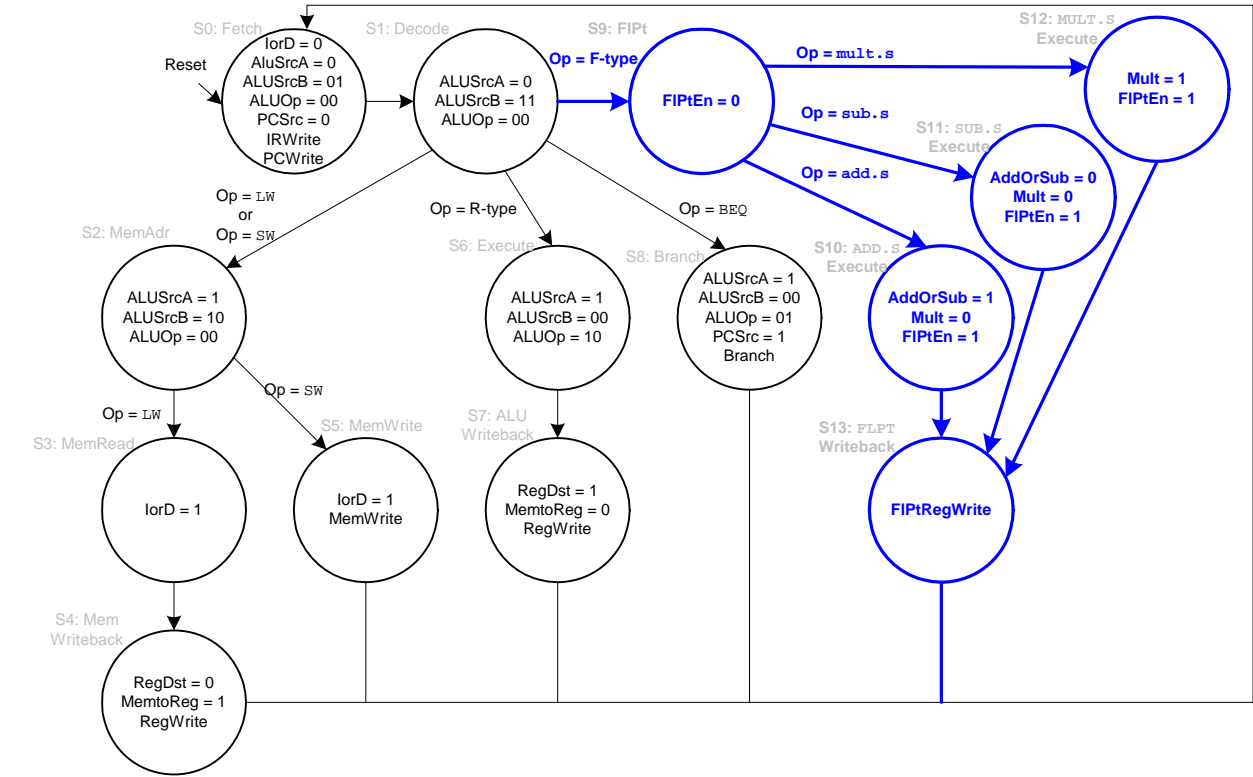 S0: Fetch
IorD = 0
AluSrcA = 0
ALUSrcB = 01
ALUOp = 00
PCSrc = 0
IRWrite
PCWrite
Reset
S1: Decode
ALUSrcA = 0
ALUSrcB = 11
ALUOp = 00
S9: FlPt
Op = F-type
FlPtEn = 0
Op = mult.s
Op = sub.s
Op = add.s
S12: MULT.s
Execute
Mult = 1
FlPtEn = 1
S11: SUB.s
Execute
AddOrSub = 0
Mult = 0
FlPtEn = 1
Op = LW
or
Op = SW
Op = R-type
Op = BEQ
S2: MemAdr
ALUSrcA = 1
ALUSrcB = 10
ALUOp = 00
S6: Execute
ALUSrcA = 1
ALUSrcB = 00
ALUOp = 10
S8: Branch
ALUSrcA = 1
ALUSrcB = 00
ALUOp = 01
PCSrc = 1
Branch
S10: ADD.s
Execute
AddOrSub = 1
Mult = 0
FlPtEn = 1
Op = LW
Op = SW
S3: MemRead
IorD = 1
S5: MemWrite
IorD = 1
MemWrite
S7: ALU
Writeback
RegDst = 1
MemtoReg = 0
RegWrite
S13: FLPT
Writeback
FlPtRegWrite
S4: Mem
Writeback
RegDst = 0
MemtoReg = 1
RegWrite